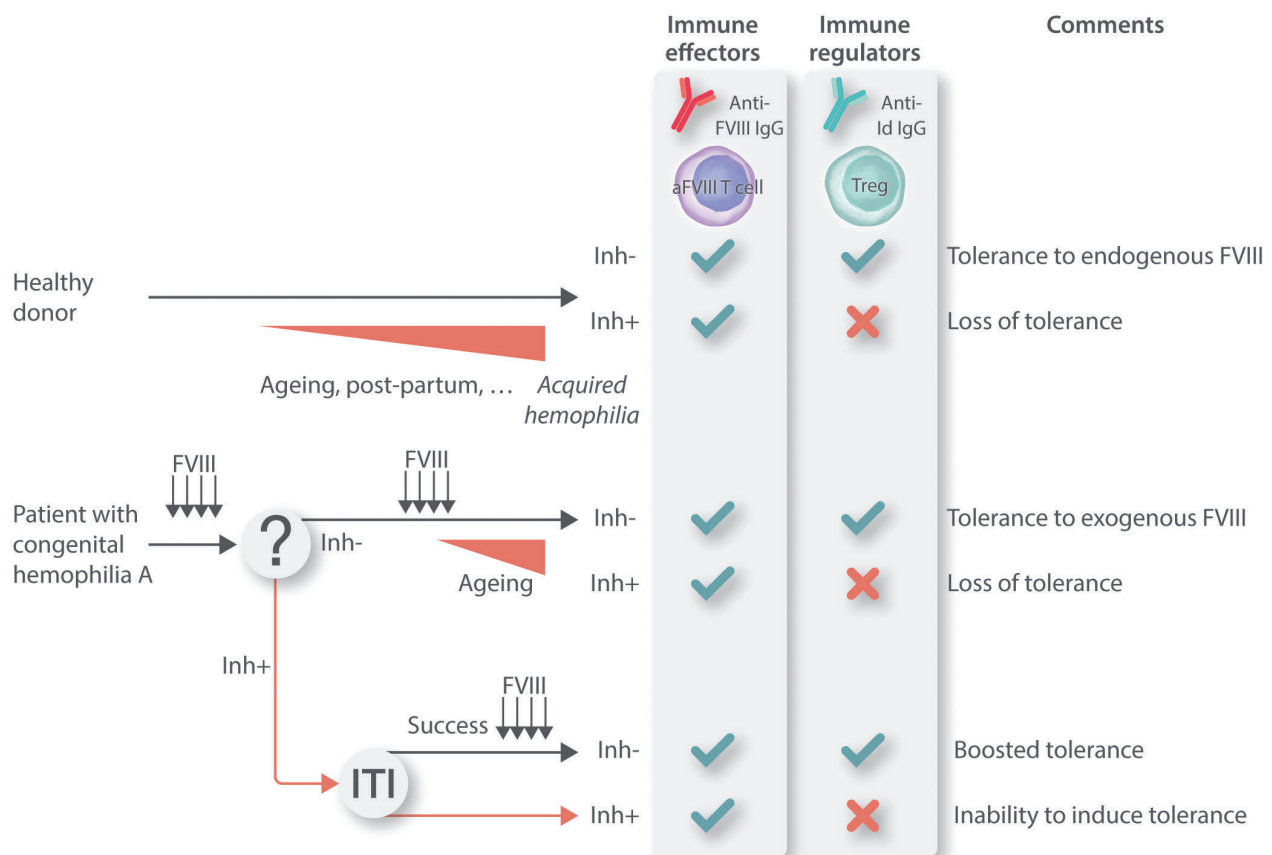 Immune
effectors
Immune
regulators
Comments
Anti-
FVIII IgG
Anti-
Id IgG
aFVIII T cell
Treg
Healthy
donor
Inh-
Tolerance to endogenous FVIII
Inh+
Loss of tolerance
Ageing, post-partum, …
Acquired
hemophilia
FVIII
FVIII
Patient with
congenital
hemophilia A
?
Inh-
Inh-
Tolerance to exogenous FVIII
Ageing
Inh+
Loss of tolerance
Inh+
FVIII
Success
Inh-
Boosted tolerance
ITI
Inh+
Inability to induce tolerance